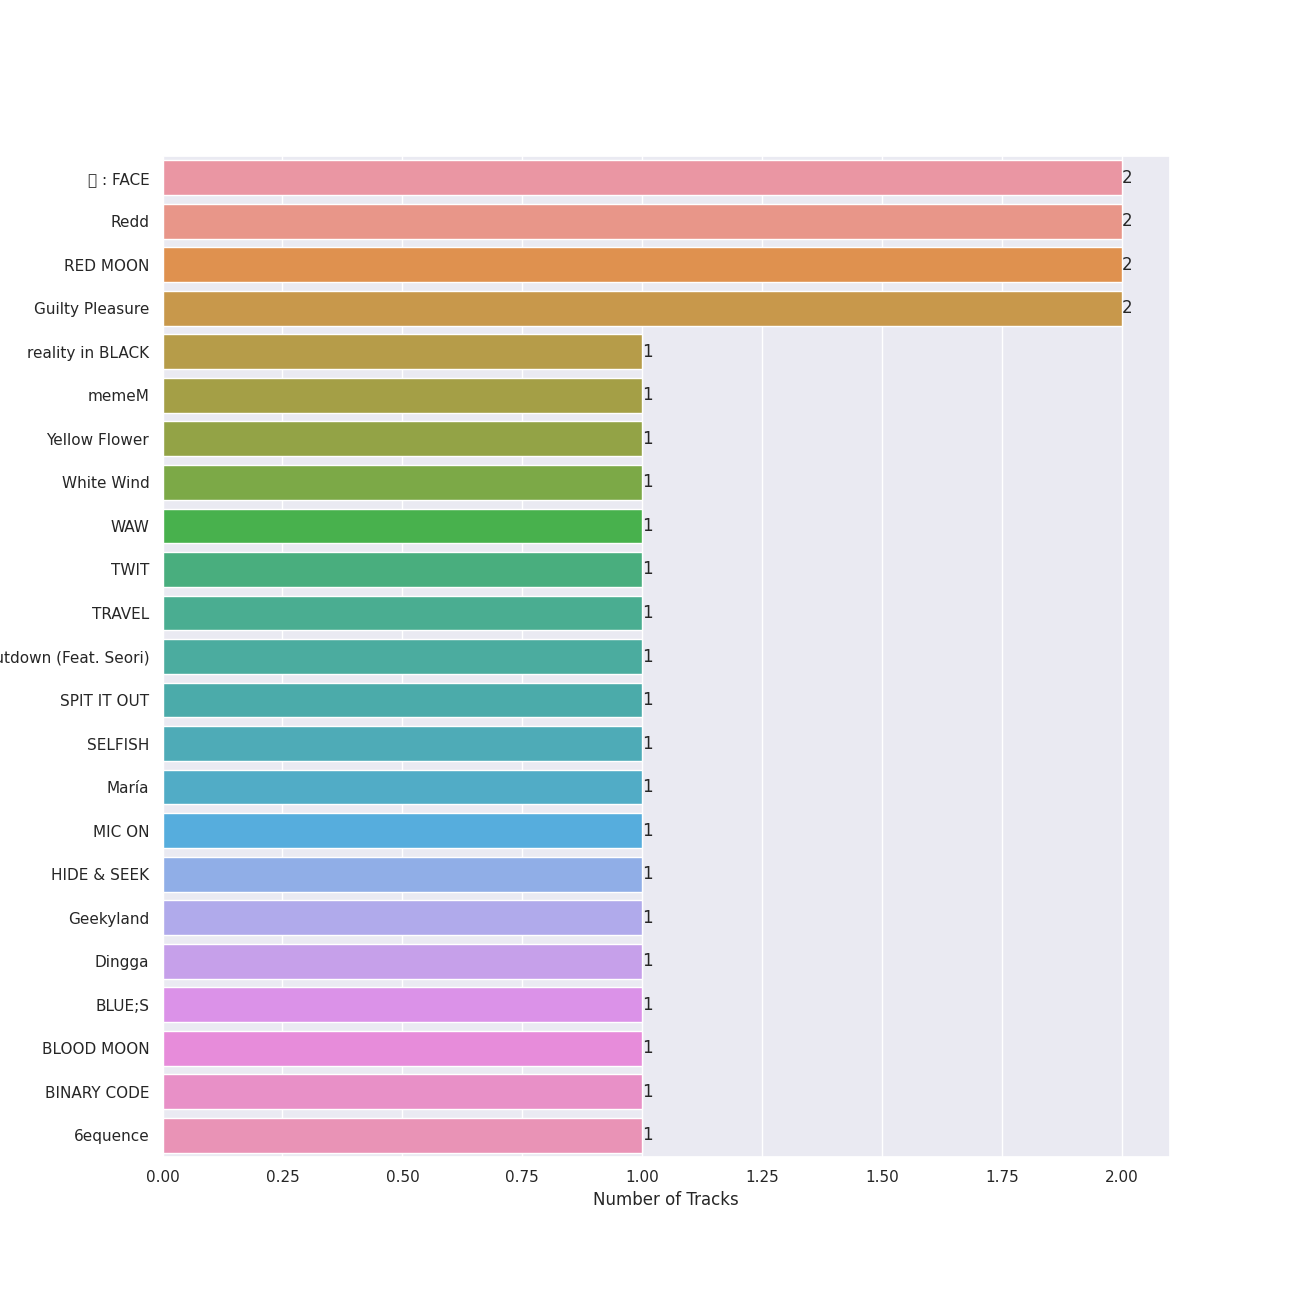 : FACE 2
Redd 2
RED MOON 2
Guilty Pleasure 2
reality in BLACK 1
memeM 1
Yellow Flower 1
White Wind 1
WAW 1
TWIT 1
TRAVEL 1
utdown (Feat. Seori) 1
SPIT IT OUT 1
SELFISH 1
María 1
MIC ON 1
HIDE & SEEK 1
Geekyland 1
Dingga 1
BLUE;S 1
BLOOD MOON 1
BINARY CODE 1
6equence 1
0.00 0.25 0.50 0.75 1.00 1.25 1.50 1.75 2.00
Number of Tracks